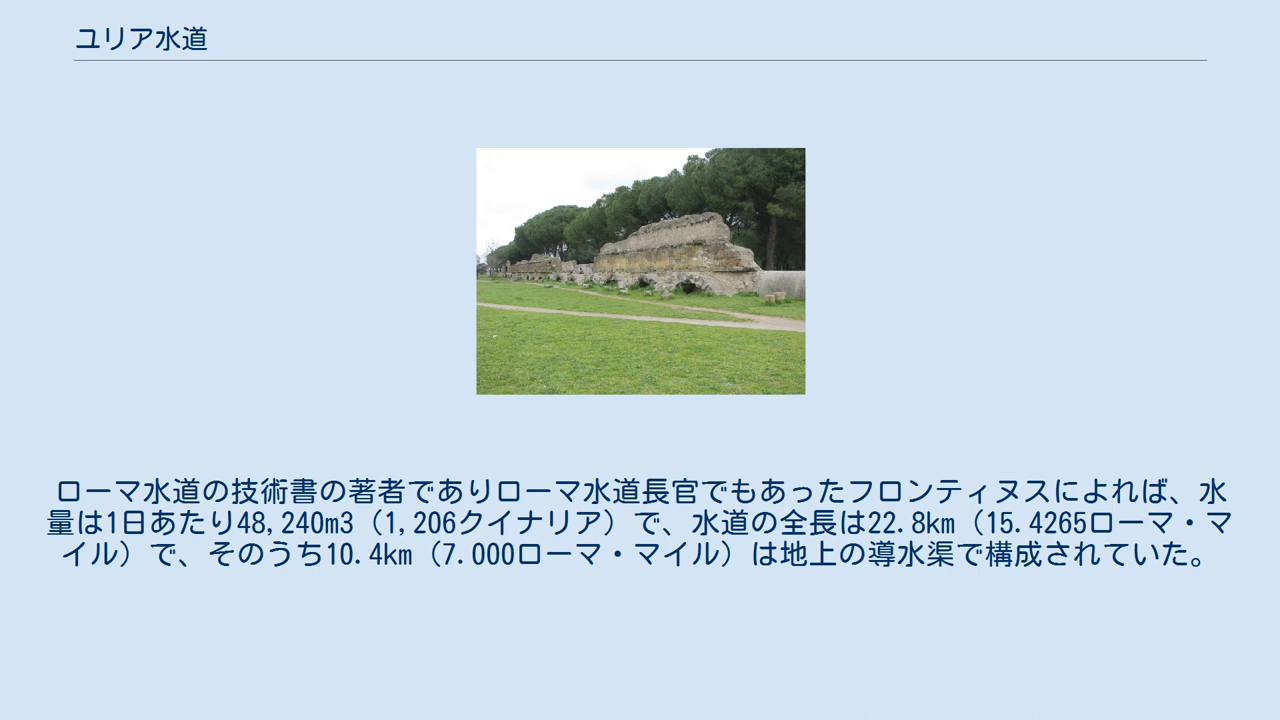 ユリア水道
ローマ水道の技術書の著者でありローマ水道長官でもあったフロンティヌスによれば、水
量は1日あたり48,240m3（1,206クイナリア）で、水道の全長は22.8km（15.4265ローマ・マ
イル）で、そのうち10.4km（7.000ローマ・マイル）は地上の導水渠で構成されていた。